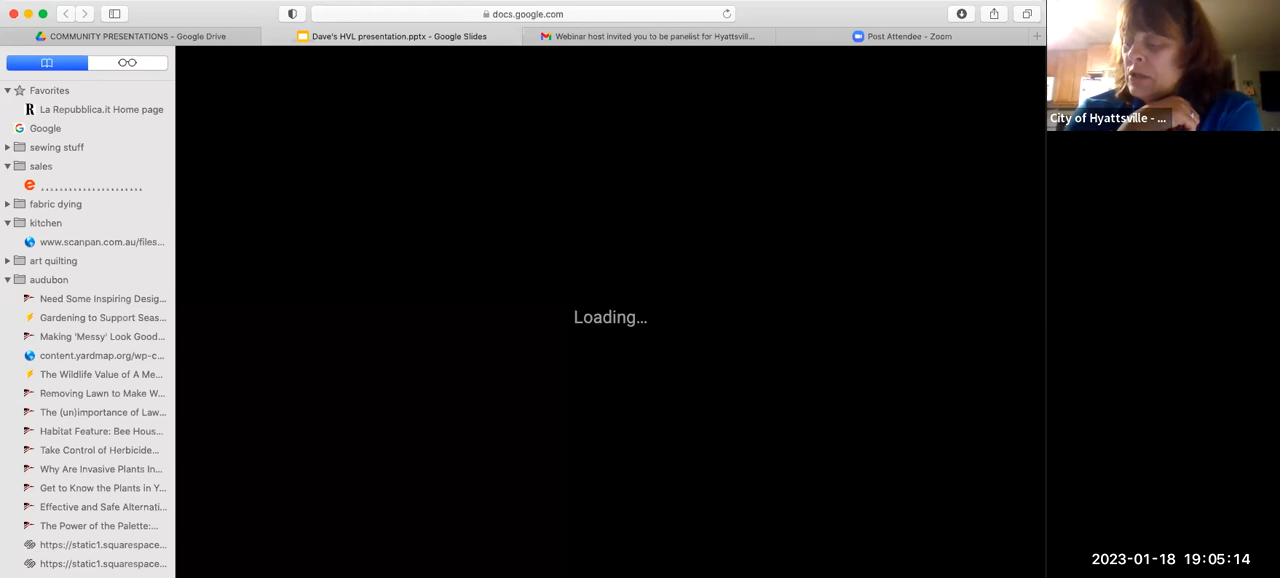 docs.google.com
COMMUNITY PRESENTATIONS - Google Drive
Dave's HVL presentation.pptx - Google Slides
Webinar host invited you to be panelist for Hyattsvill...
Post Attendee - Zoom
Favorites
La Repubblica.it Home page
Google
sewing stuff
sales
fabric dying
kitchen
www.scanpan.com.au/files...
art quilting
audubon
Need Some Inspiring Desig...
Gardening to Support Seas...
Making 'Messy' Look Good...
content.yardmap.org/wp-c...
The Wildlife Value of A Me...
Removing Lawn to Make W...
The (un)importance of Law...
Habitat Feature: Bee Hous...
Take Control of Herbicide...
Why Are Invasive Plants In...
Get to Know the Plants in Y...
Effective and Safe Alternati...
The Power of the Palette:...
https://static1.squarespace...
https://static1.squarespace...
Loading...
City of Hyattsville - ...
2023-01-18 19:05:14